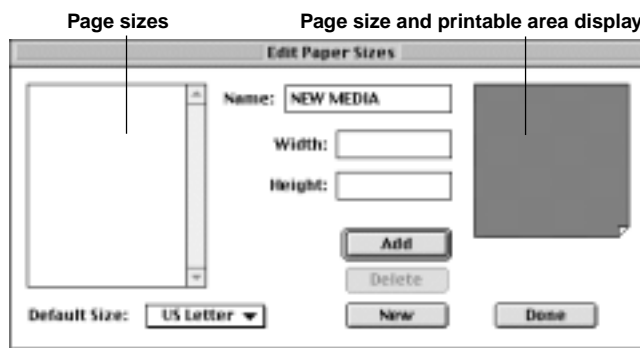 Page sizes
Page size and printable area display
Edit Paper Sizes
Name: NEW MEDIA
Width:
Height:
Add
Delete
Default Size: US Letter New Done